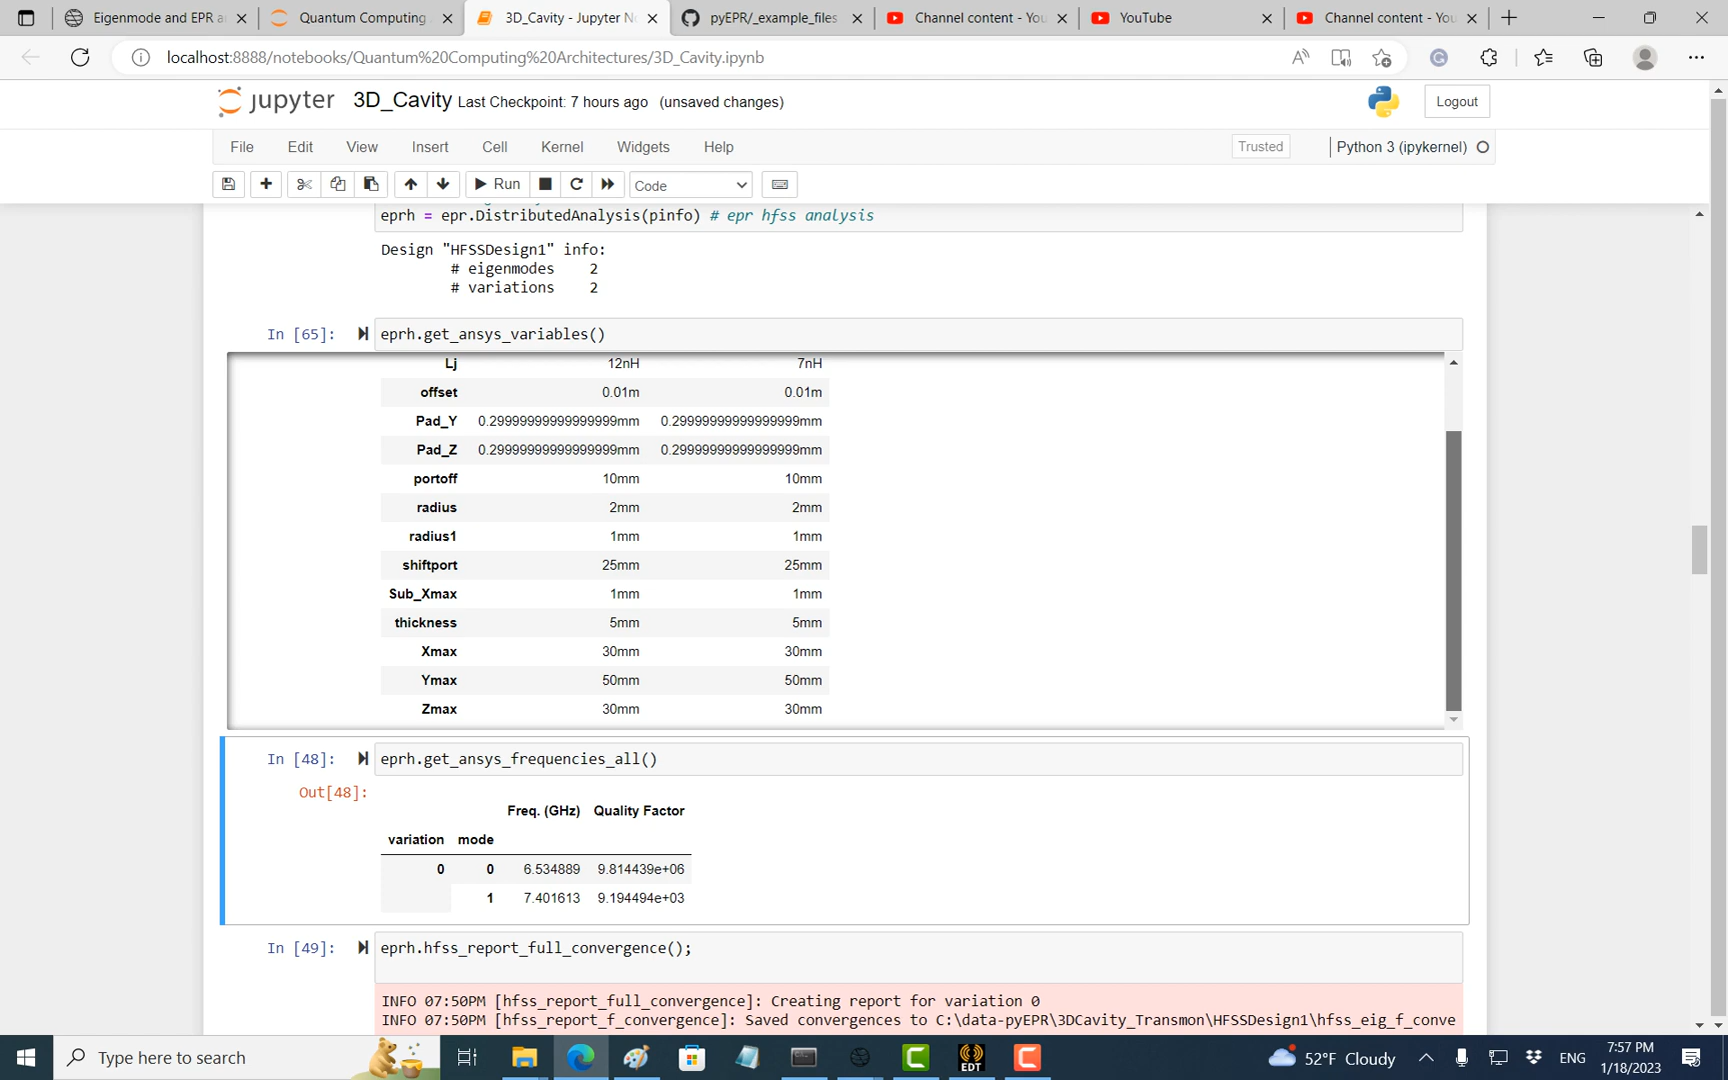 Eigenmode and EPR a
Quantum Computing
3D_Cavity - Jupyter N
pyEPR/_example_files
Channel content - You
YouTube
Channel content - You
localhost:8888/notebooks/Quantum%20Computing%20Architectures/3D_Cavity.ipynb
jupyter 3D_Cavity Last Checkpoint: 7 hours ago (unsaved changes)
Logout
File Edit View Insert Cell Kernel Widgets Help
Trusted
Python 3 (ipykernel)
Run
Code
eprh = epr.DistributedAnalysis(pinfo) # epr hfss analysis
Design "HFSSDesign1" info:
# eigenmodes 2
# variations 2
In [65]: eprh.get_ansys_variables()
Lj 12nH 7nH
offset 0.01m 0.01m
Pad_Y 0.29999999999999999mm 0.29999999999999999mm
Pad_Z 0.29999999999999999mm 0.29999999999999999mm
portoff 10mm 10mm
radius 2mm 2mm
radius1 1mm 1mm
shiftport 25mm 25mm
Sub_Xmax 1mm 1mm
thickness 5mm 5mm
Xmax 30mm 30mm
Ymax 50mm 50mm
Zmax 30mm 30mm
In [48]: eprh.get_ansys_frequencies_all()
Out[48]:
Freq. (GHz) Quality Factor
variation mode
0 0 6.534889 9.814439e+06
1 7.401613 9.194494e+03
In [49]: eprh.hfss_report_full_convergence();
INFO 07:50PM [hfss_report_full_convergence]: Creating report for variation 0
INFO 07:50PM [hfss_report_f_convergence]: Saved convergences to C:\data-pyEPR\3DCavity_Transmon\HFSSDesign1\hfss_eig_f_conve
Type here to search
EDT
52°F Cloudy
ENG
7:57 PM
1/18/2023